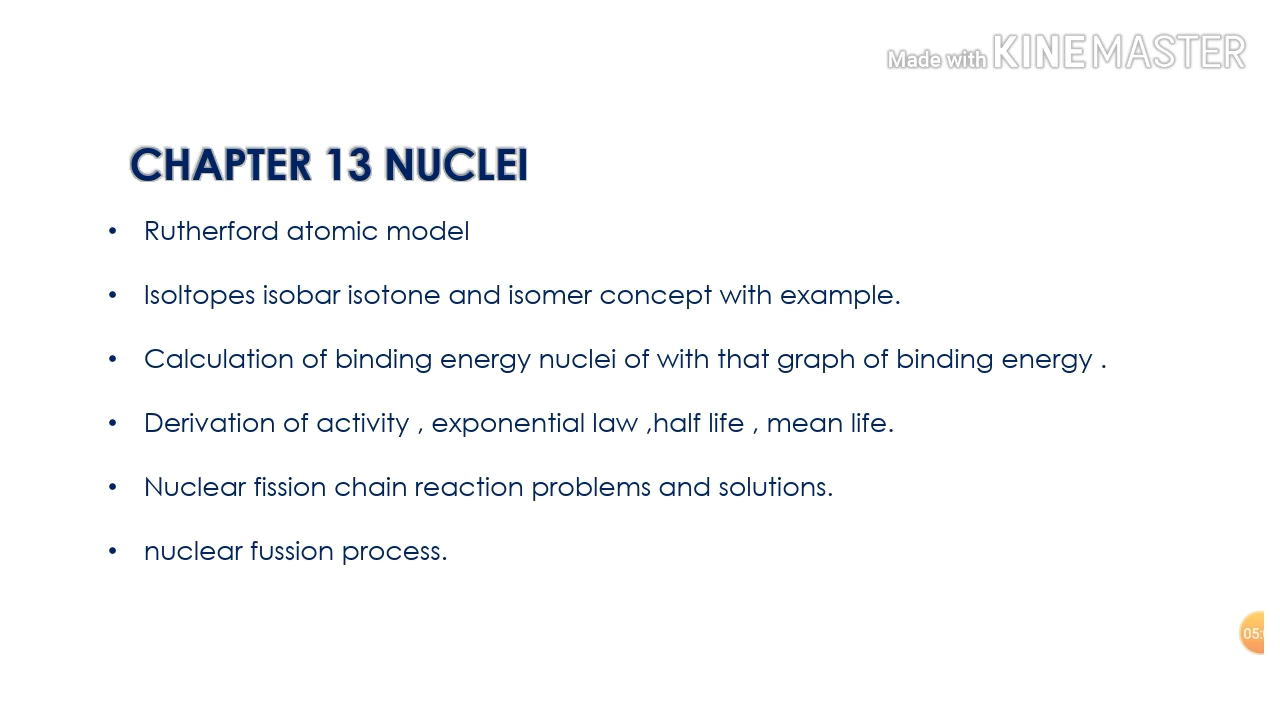 Made with KINEMASTER
CHAPTER 13 NUCLEI
• Rutherford atomic model
• Isoltopes isobar isotone and isomer concept with example.
• Calculation of binding energy nuclei of with that graph of binding energy .
• Derivation of activity , exponential law ,half life , mean life.
• Nuclear fission chain reaction problems and solutions.
• nuclear fussion process.